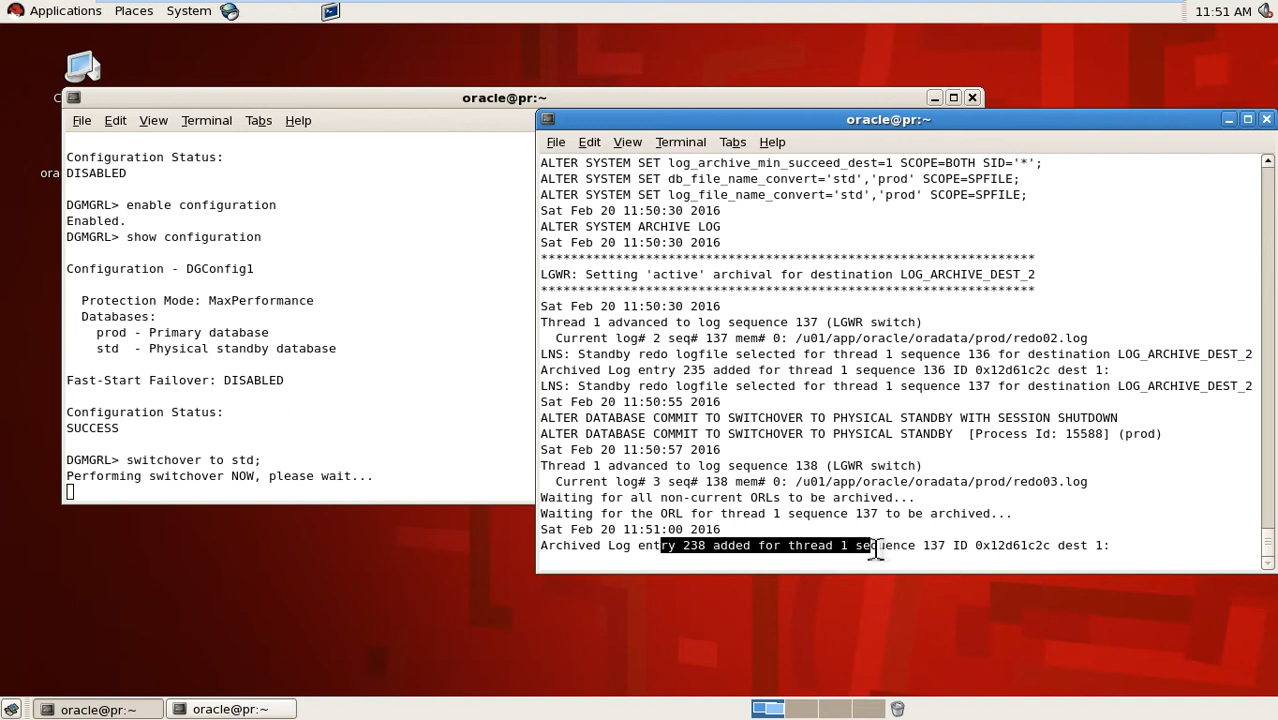 Applications Places System
11:51 AM
C
ora
oracle@pr:~
File Edit View Terminal Tabs Help
Configuration Status:
DISABLED
DGMGRL> enable configuration
Enabled.
DGMGRL> show configuration
Configuration - DGConfig1
Protection Mode: MaxPerformance
Databases:
prod - Primary database
std - Physical standby database
Fast-Start Failover: DISABLED
Configuration Status:
SUCCESS
DGMGRL> switchover to std;
Performing switchover NOW, please wait...
oracle@pr:~
File Edit View Terminal Tabs Help
ALTER SYSTEM SET log_archive_min_succeed_dest=1 SCOPE=BOTH SID='*';
ALTER SYSTEM SET db_file_name_convert='std','prod' SCOPE=SPFILE;
ALTER SYSTEM SET log_file_name_convert='std','prod' SCOPE=SPFILE;
Sat Feb 20 11:50:30 2016
ALTER SYSTEM ARCHIVE LOG
Sat Feb 20 11:50:30 2016
******************************************************************
LGWR: Setting 'active' archival for destination LOG_ARCHIVE_DEST_2
******************************************************************
Sat Feb 20 11:50:30 2016
Thread 1 advanced to log sequence 137 (LGWR switch)
Current log# 2 seq# 137 mem# 0: /u01/app/oracle/oradata/prod/redo02.log
LNS: Standby redo logfile selected for thread 1 sequence 136 for destination LOG_ARCHIVE_DEST_2
Archived Log entry 235 added for thread 1 sequence 136 ID 0x12d61c2c dest 1:
LNS: Standby redo logfile selected for thread 1 sequence 137 for destination LOG_ARCHIVE_DEST_2
Sat Feb 20 11:50:55 2016
ALTER DATABASE COMMIT TO SWITCHOVER TO PHYSICAL STANDBY WITH SESSION SHUTDOWN
ALTER DATABASE COMMIT TO SWITCHOVER TO PHYSICAL STANDBY [Process Id: 15588] (prod)
Sat Feb 20 11:50:57 2016
Thread 1 advanced to log sequence 138 (LGWR switch)
Current log# 3 seq# 138 mem# 0: /u01/app/oracle/oradata/prod/redo03.log
Waiting for all non-current ORLs to be archived...
Waiting for the ORL for thread 1 sequence 137 to be archived...
Sat Feb 20 11:51:00 2016
Archived Log entry 238 added for thread 1 sequence 137 ID 0x12d61c2c dest 1:
oracle@pr:~
oracle@pr:~